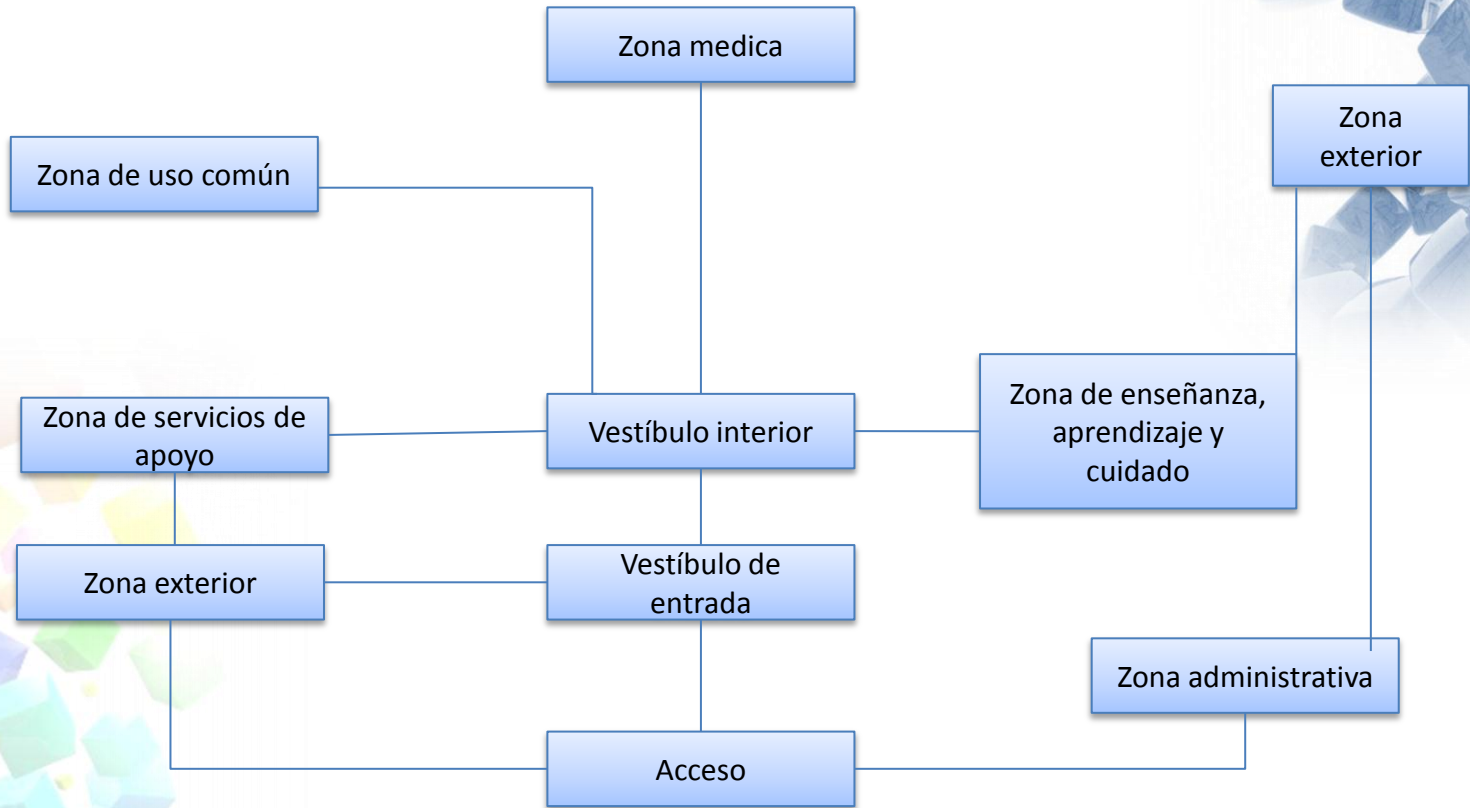 Zona medica
Zona
exterior
Zona de uso común
Zona de enseñanza,
aprendizaje y
cuidado
Zona de servicios de
apoyo
Vestíbulo interior
Zona exterior
Vestíbulo de
entrada
Zona administrativa
Acceso